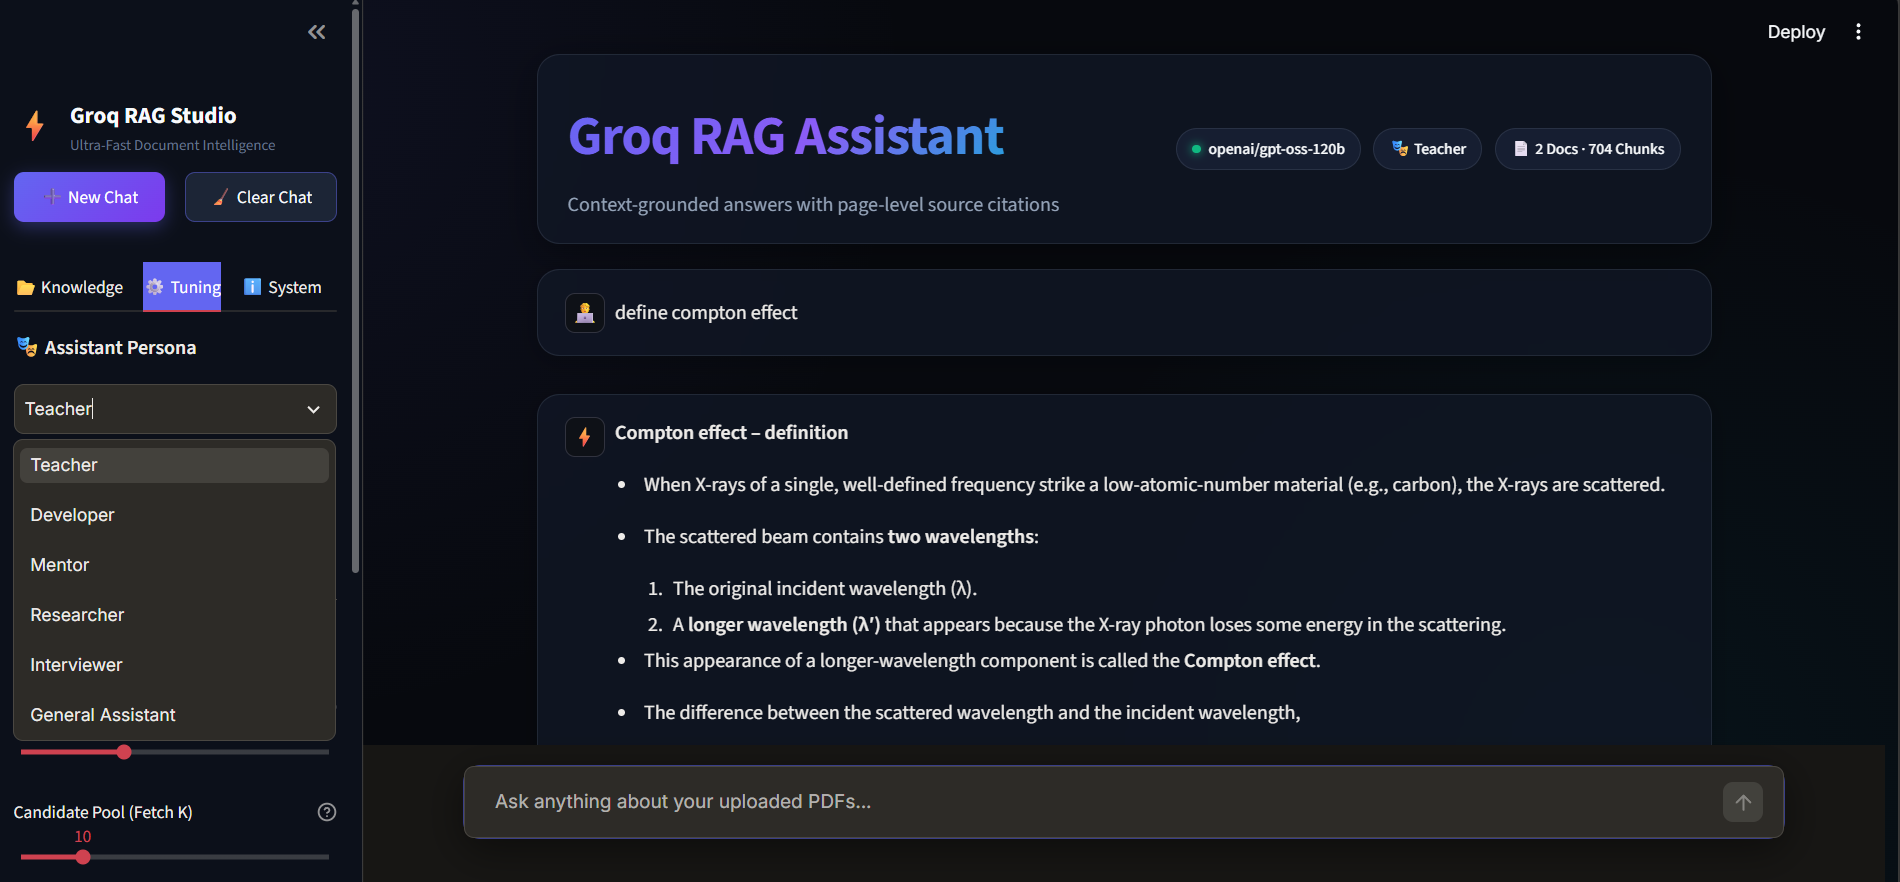 Deploy
Groq RAG Studio
Ultra-Fast Document Intelligence
New Chat
Clear Chat
Knowledge
Tuning
System
Assistant Persona
Teacher
Teacher
Developer
Mentor
Researcher
Interviewer
General Assistant
Candidate Pool (Fetch K)
10
Groq RAG Assistant
openai/gpt-oss-120b
Teacher
2 Docs · 704 Chunks
Context-grounded answers with page-level source citations
define compton effect
Compton effect – definition
• When X-rays of a single, well-defined frequency strike a low-atomic-number material (e.g., carbon), the X-rays are scattered.
• The scattered beam contains two wavelengths:
1. The original incident wavelength (λ).
2. A longer wavelength (λ′) that appears because the X-ray photon loses some energy in the scattering.
• This appearance of a longer-wavelength component is called the Compton effect.
• The difference between the scattered wavelength and the incident wavelength,
Ask anything about your uploaded PDFs...